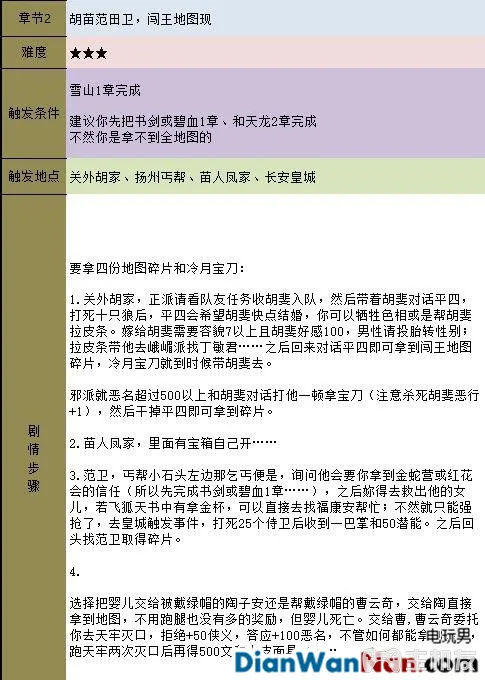 章节2
胡苗范田卫，闯王地图现
难度
★★★
触发条件
雪山1章完成
建议你先把书剑或碧血1章、和天龙2章完成
不然你是拿不到全地图的
触发地点
关外胡家、扬州丐帮、苗人凤家、长安皇城
剧情步骤
要拿四份地图碎片和冷月宝刀：
1.关外胡家，正派请看队友任务收胡斐入队，然后带着胡斐对话平四，
打死十只狼后，平四会希望胡斐快点结婚，你可以牺牲色相或是帮胡斐
拉皮条。嫁给胡斐需要容貌7以上且胡斐好感100，男性请投胎转性别；
拉皮条带他去峨嵋派找丁敏君……之后回来对话平四即可拿到闯王地图
碎片，冷月宝刀就到时候带胡斐去。
邪派就恶名超过500以上和胡斐对话打他一顿拿宝刀（注意杀死胡斐恶行
+1），然后干掉平四即可拿到碎片。
2.苗人凤家，里面有宝箱自己开……
3.范卫，丐帮小石头左边那乞丐便是，询问他会要你拿到金蛇营或红花
会的信任（所以先完成书剑或碧血1章……），之后妳得去救出他的女
儿，若飞狐天书中有拿金杯，可以直接去找福康安帮忙；不然就只能强
抢了，去皇城触发事件，打死25个侍卫后收到一巴掌和50潜能。之后回
头找范卫取得碎片。
4.
选择把婴儿交给被戴绿帽的陶子安还是帮戴绿帽的曹云奇，交给陶直接
拿到地图，不用跑腿也没有多的奖励，但婴儿死亡。交给曹，曹云奇委托
你去天牢灭口，拒绝+50侠义，答应+100恶名，不管如何都能拿
跑天牢两次灭口后再得500文
电玩男
DianWanNan.com